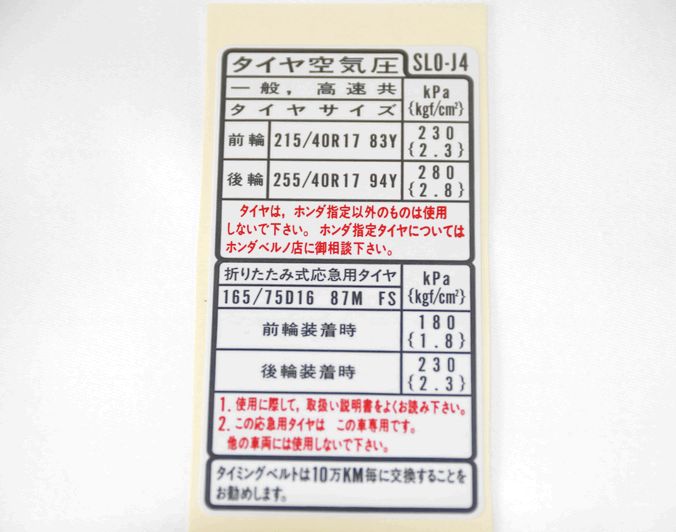 タイヤ空気圧 SL0-J4
一般，高速共 kPa
タイヤサイズ {kgf/cm²}
前輪 215/40R17 83Y 230
{2.3}
後輪 255/40R17 94Y 280
{2.8}
タイヤは，ホンダ指定以外のものは使用
しないで下さい。ホンダ指定タイヤについては
ホンダベルノ店に御相談下さい。
折りたたみ式応急用タイヤ kPa
165/75D16 87M FS {kgf/cm²}
前輪装着時 180
{1.8}
後輪装着時 230
{2.3}
1. 使用に際して，取扱い説明書をよくお読み下さい。
2. この応急用タイヤは この車専用です。
他の車両には使用しないで下さい。
タイミングベルトは10万KM毎に交換することを
お勧めします。